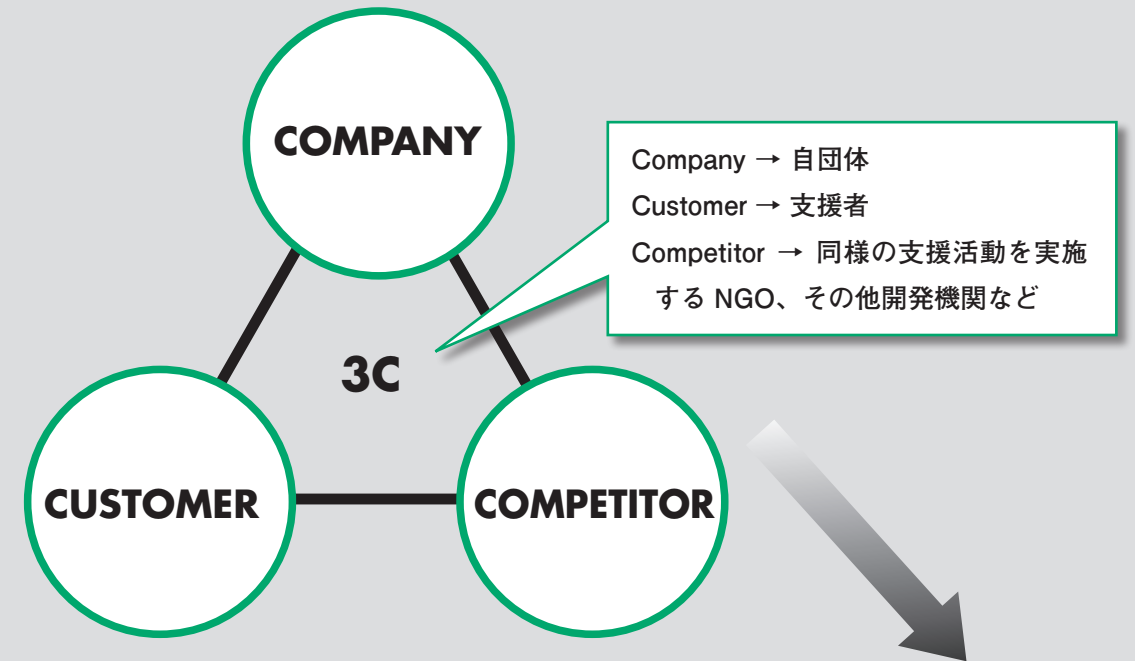 COMPANY
Company → 自団体
Customer → 支援者
Competitor → 同様の支援活動を実施
する NGO、その他開発機関など
3C
CUSTOMER
COMPETITOR